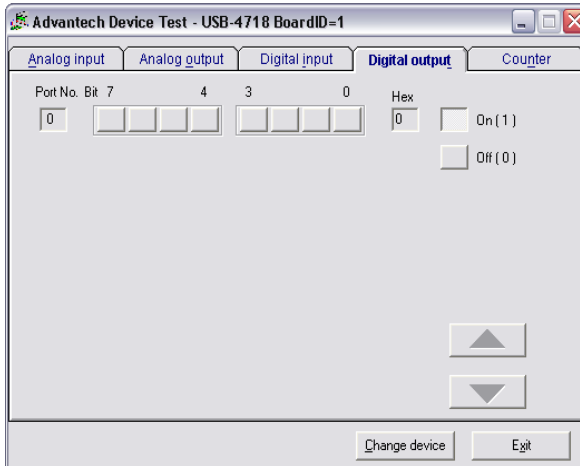 Advantech Device Test - USB-4718 BoardID=1
Analog input Analog output Digital input Digital output Counter
Port No. Bit 7 4 3 0 Hex
0 0 On ( 1 )
Off ( 0 )
Change device Exit